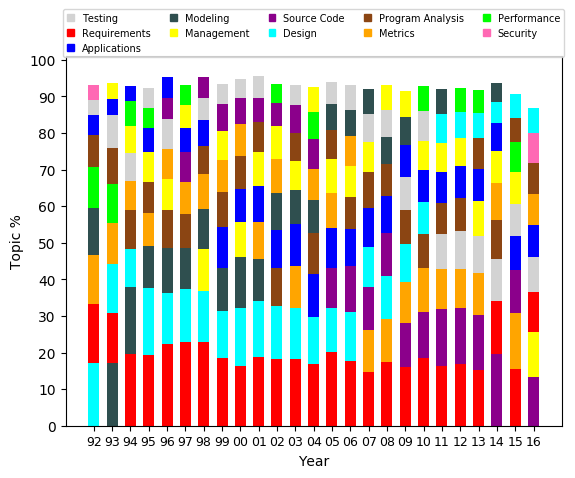 Testing Modeling Source Code Program Analysis Performance
Requirements Management Design Metrics Security
Applications
100
90
80
70
60
50
40
30
20
10
0
Topic %
92 93 94 95 96 97 98 99 00 01 02 03 04 05 06 07 08 09 10 11 12 13 14 15 16
Year